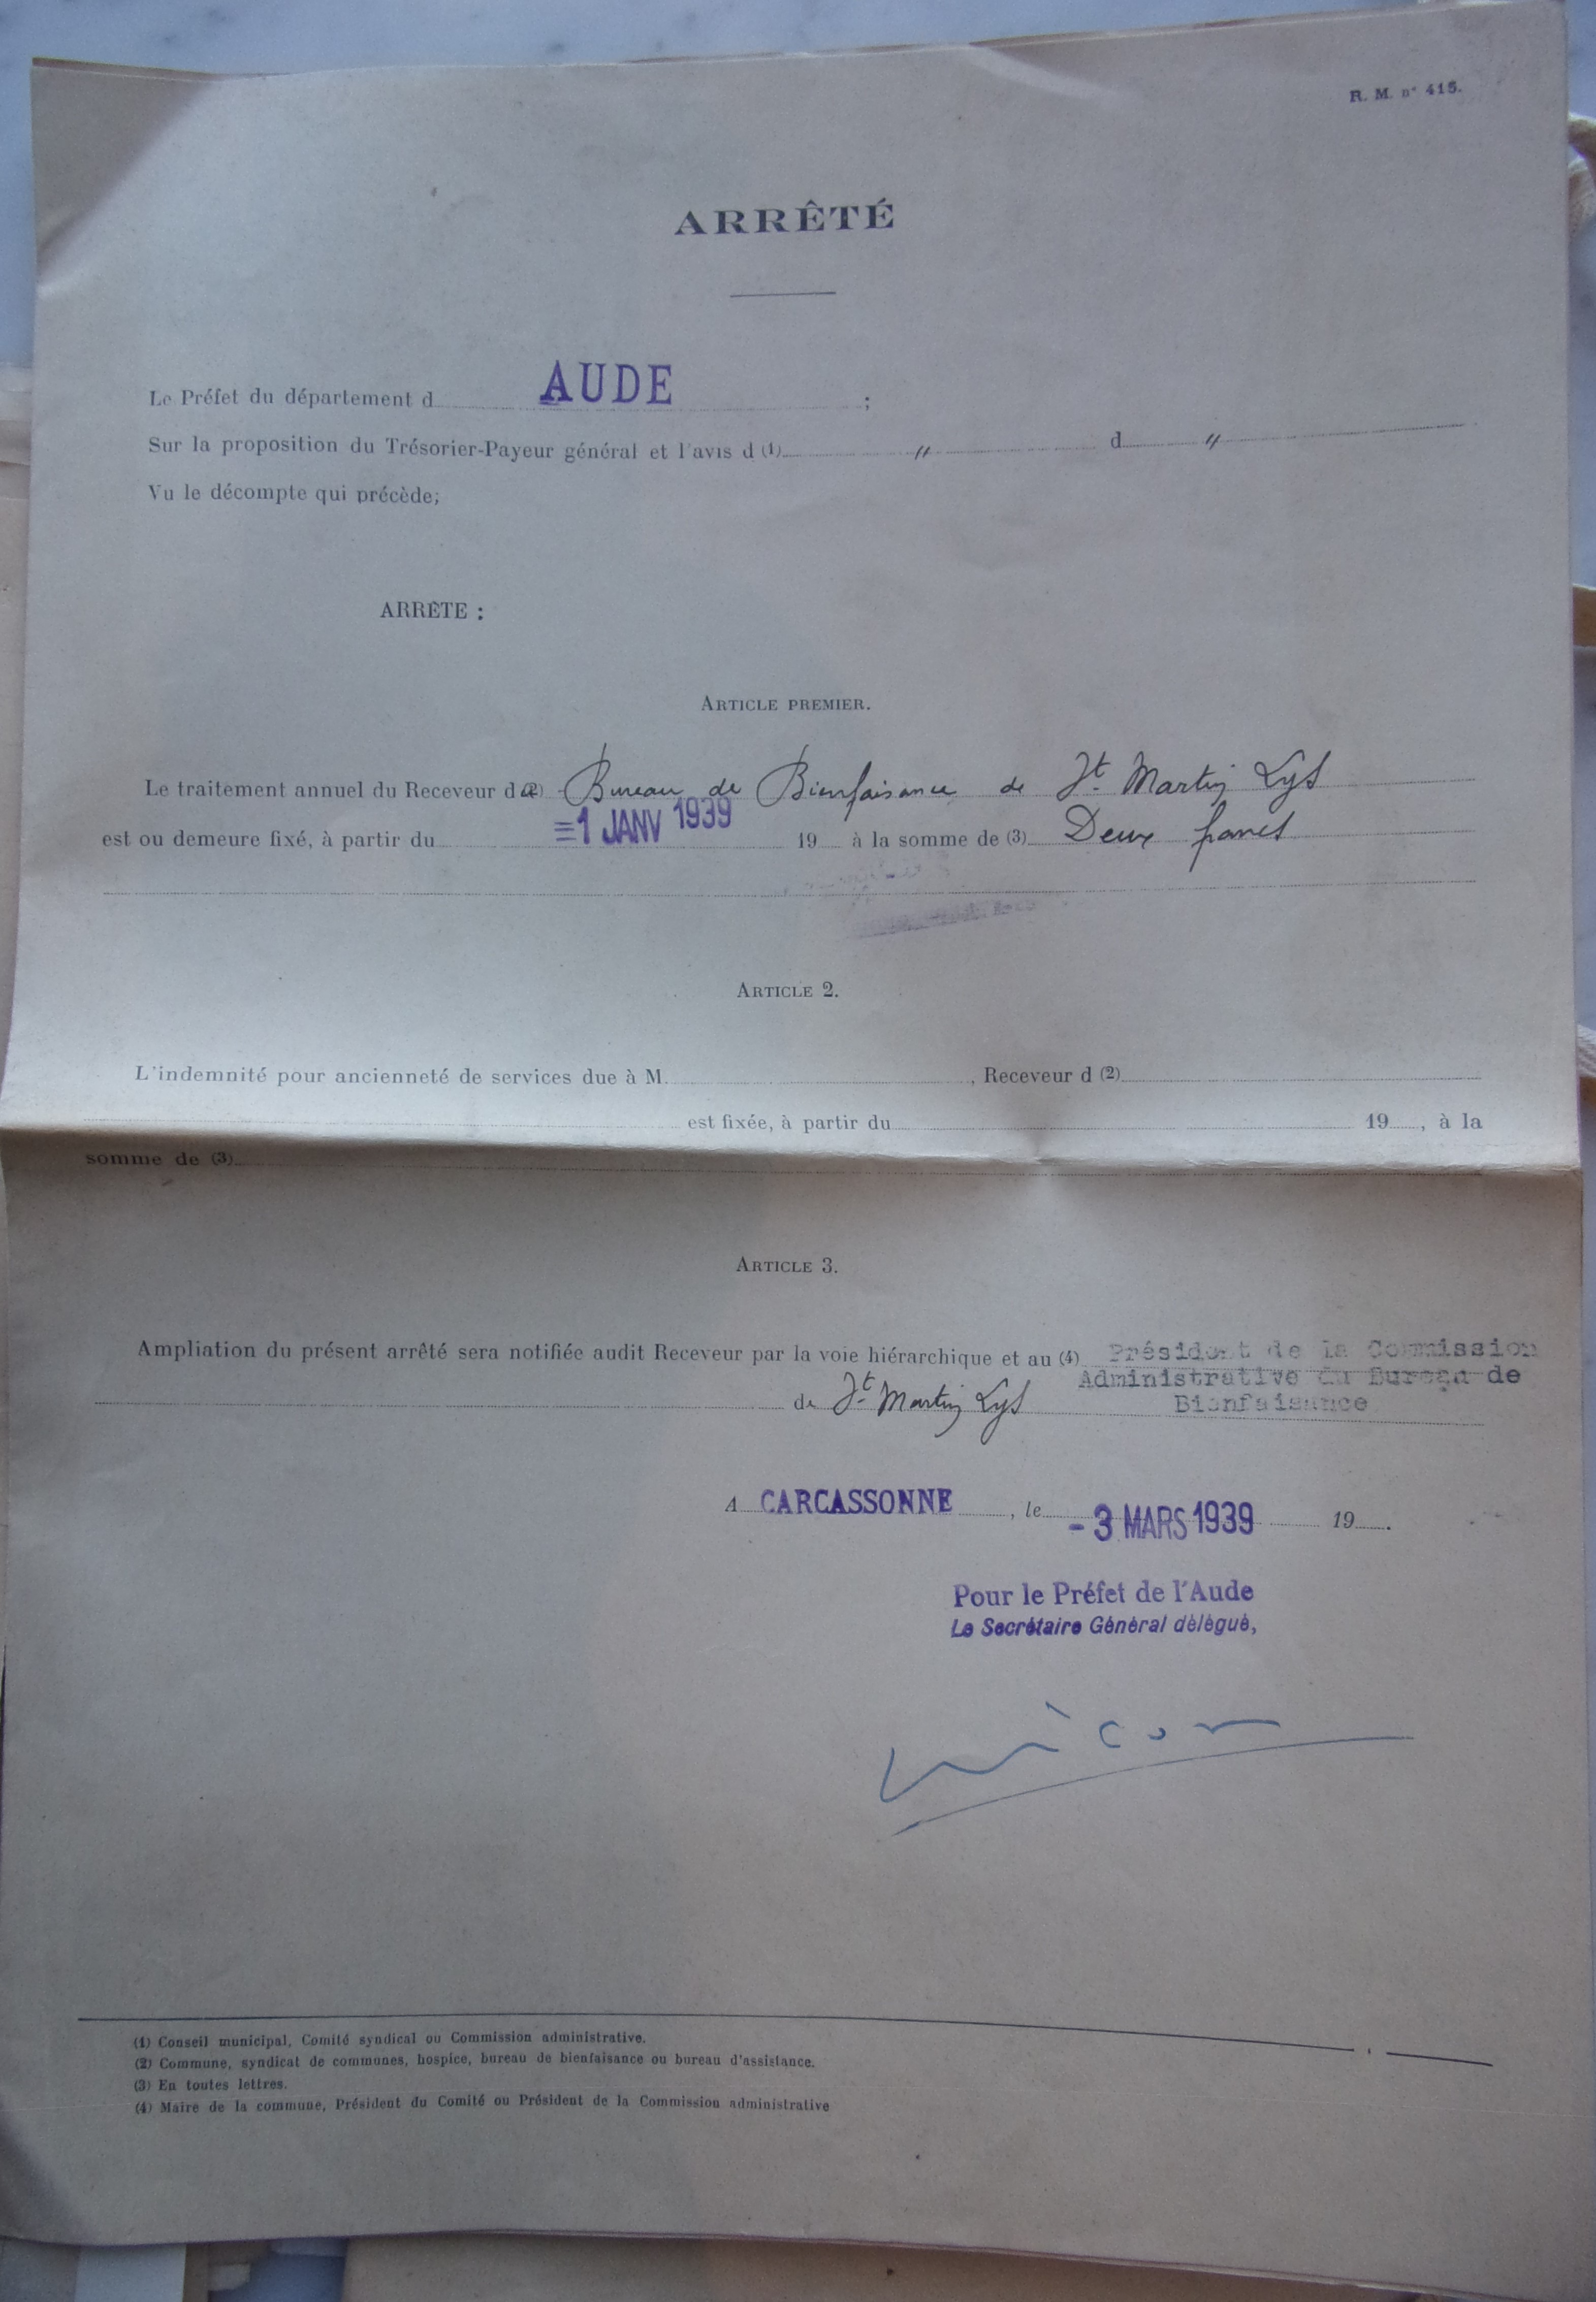 R. M. n° 415.
ARRÊTÉ
Le Préfet du département d AUDE ;
Sur la proposition du Trésorier-Payeur général et l'avis d (1) " d "
Vu le décompte qui précède;
ARRÊTE :
ARTICLE PREMIER.
Le traitement annuel du Receveur d (2) Bureau de Bienfaisance de St. Martin Lys
est ou demeure fixé, à partir du =1 JANV 1939 19 à la somme de (3) Deux francs
ARTICLE 2.
L'indemnité pour ancienneté de services due à M. , Receveur d (2)
est fixée, à partir du 19 , à la
somme de (3)
ARTICLE 3.
Ampliation du présent arrêté sera notifiée audit Receveur par la voie hiérarchique et au (4) Président de la Commission
Administrative du Bureau de
de St. Martin Lys Bienfaisance
A CARCASSONNE , le - 3 MARS 1939 19 .
Pour le Préfet de l'Aude
Le Secrétaire Général délégué,
(1) Conseil municipal, Comité syndical ou Commission administrative.
(2) Commune, syndicat de communes, hospice, bureau de bienfaisance ou bureau d'assistance.
(3) En toutes lettres.
(4) Maire de la commune, Président du Comité ou Président de la Commission administrative